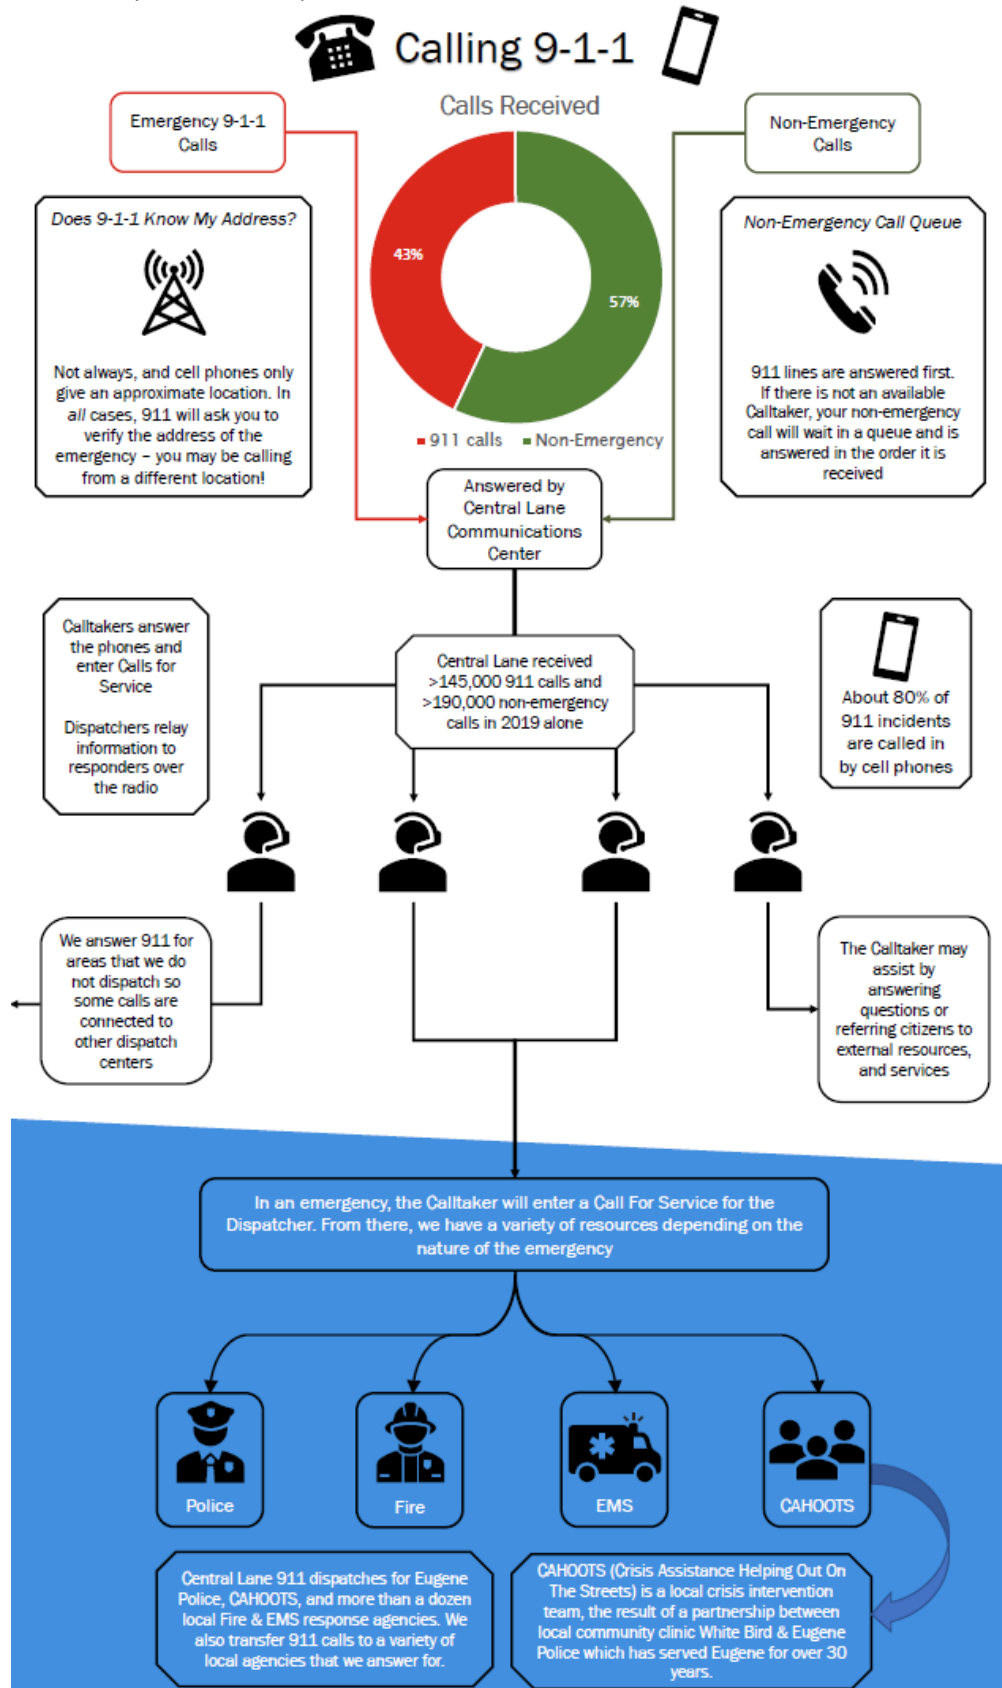 Calling 9-1-1
Calls Received
Emergency 9-1-1
Calls
Non-Emergency
Calls
Does 9-1-1 Know My Address?
Not always, and cell phones only
give an approximate location. In
all cases, 911 will ask you to
verify the address of the
emergency – you may be calling
from a different location!
43%
57%
911 calls
Non-Emergency
Non-Emergency Call Queue
911 lines are answered first.
If there is not an available
Calltaker, your non-emergency
call will wait in a queue and is
answered in the order it is
received
Answered by
Central Lane
Communications
Center
Calltakers answer
the phones and
enter Calls for
Service
Dispatchers relay
information to
responders over
the radio
Central Lane received
>145,000 911 calls and
>190,000 non-emergency
calls in 2019 alone
About 80% of
911 incidents
are called in
by cell phones
We answer 911 for
areas that we do
not dispatch so
some calls are
connected to
other dispatch
centers
The Calltaker may
assist by
answering
questions or
referring citizens to
external resources,
and services
In an emergency, the Calltaker will enter a Call For Service for the
Dispatcher. From there, we have a variety of resources depending on the
nature of the emergency
Police
Fire
EMS
CAHOOTS
Central Lane 911 dispatches for Eugene
Police, CAHOOTS, and more than a dozen
local Fire & EMS response agencies. We
also transfer 911 calls to a variety of
local agencies that we answer for.
CAHOOTS (Crisis Assistance Helping Out On
The Streets) is a local crisis intervention
team, the result of a partnership between
local community clinic White Bird & Eugene
Police which has served Eugene for over 30
years.